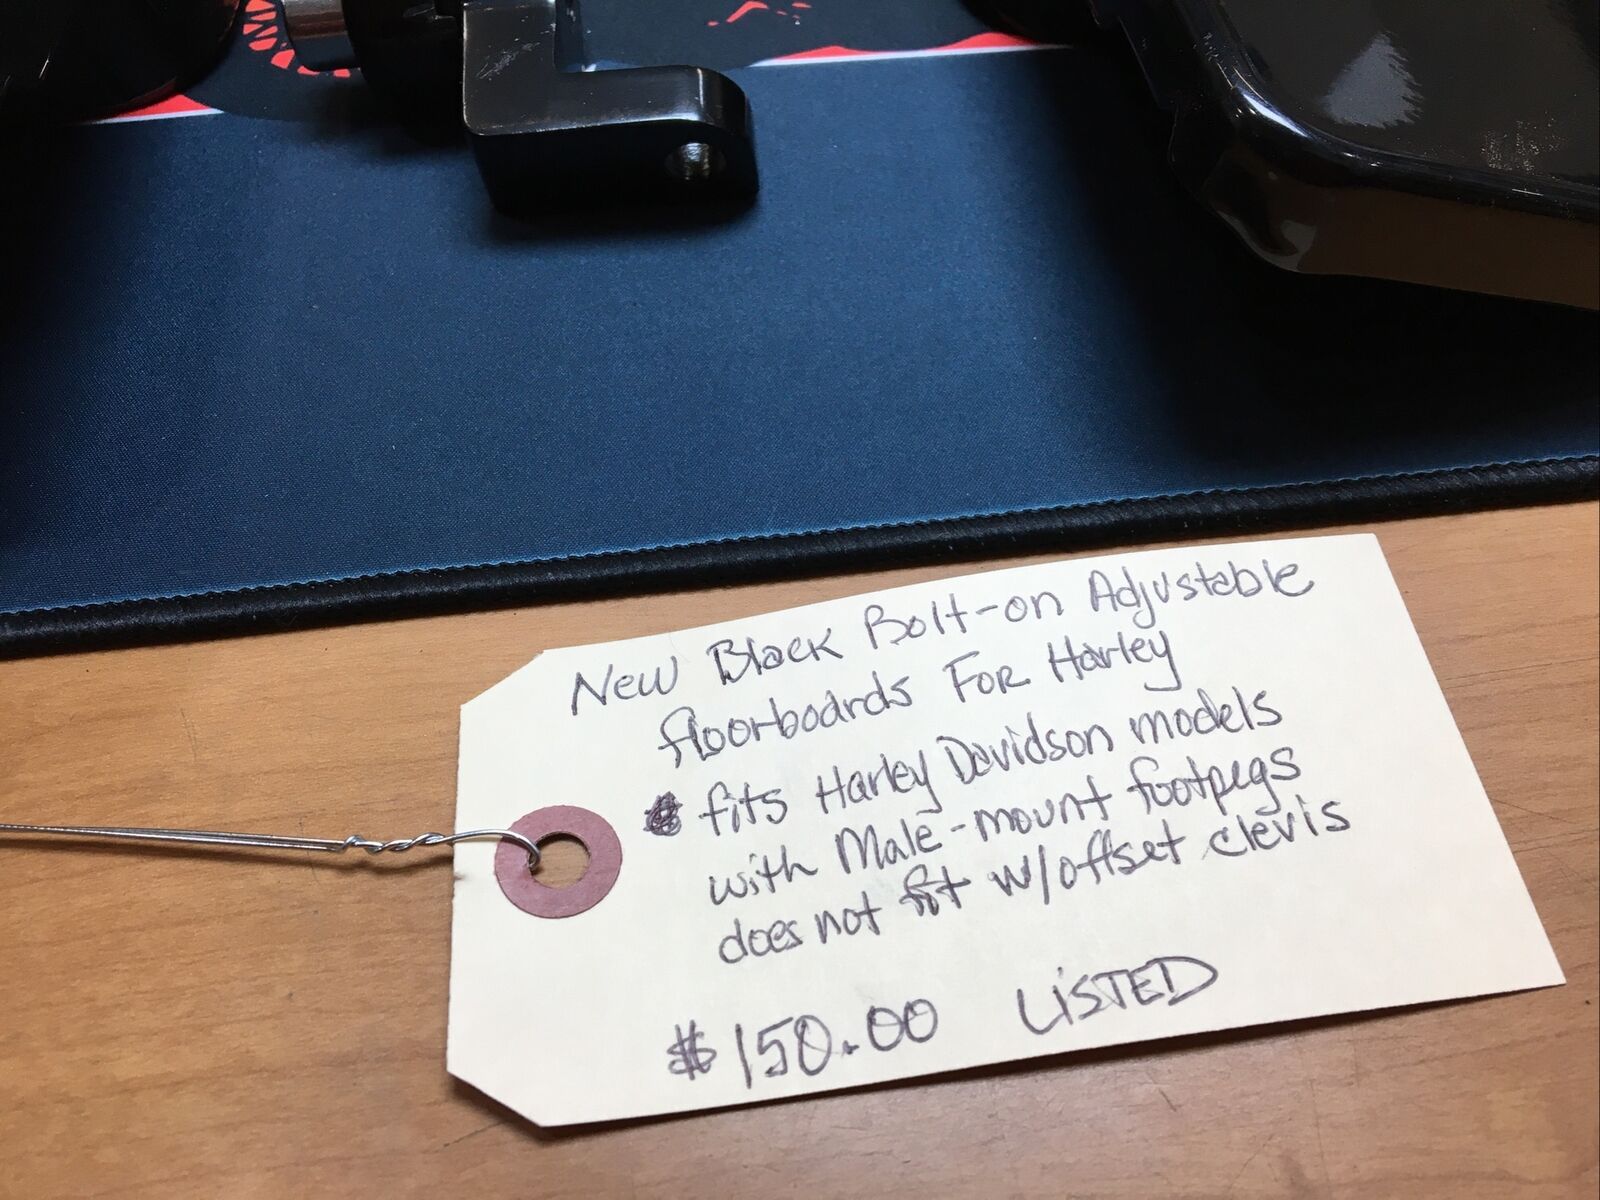 New Black Bolt-on Adjustable
floorboards For Harley
fits Harley Davidson models
with Male-mount footpegs
does not fit w/offset clevis
$150.00 LiSTED